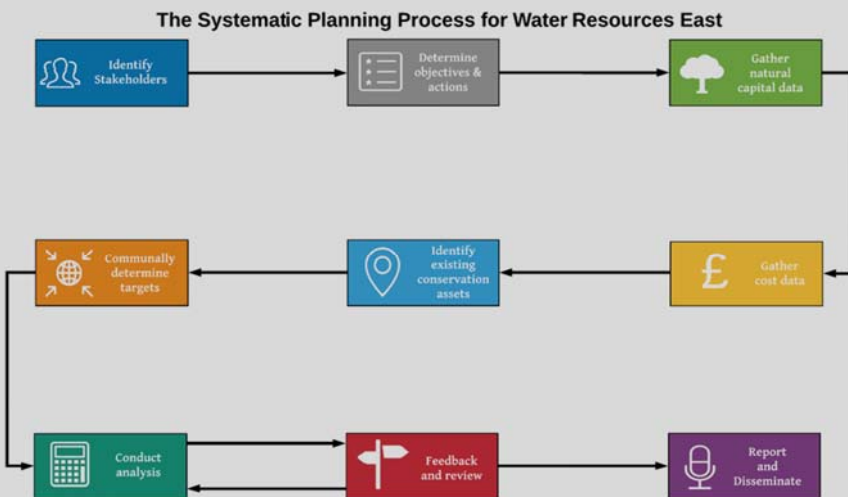 The Systematic Planning Process for Water Resources East
Identify
Stakeholders
Determine
objectives &
actions
Gather
natural
capital data
Gather
cost data
£
Identify
existing
conservation
assets
Communally
determine
targets
Conduct
analysis
Feedback
and review
Report
and
Disseminate